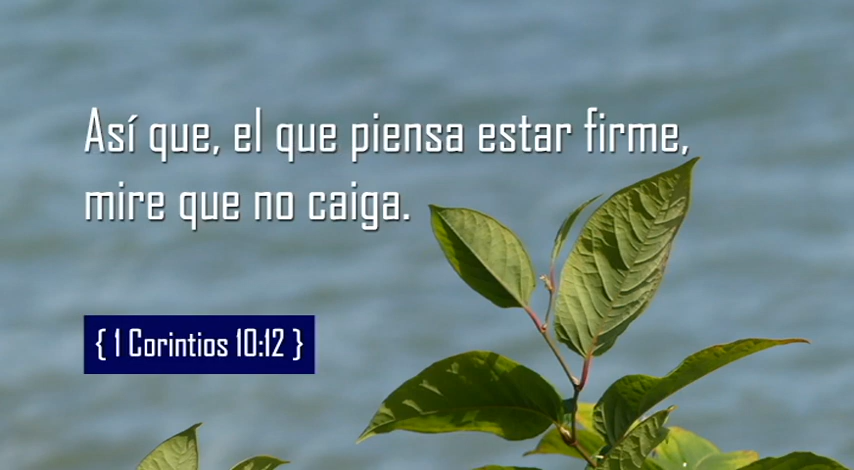 Así que, el que piensa estar firme,
mire que no caiga.
{ 1 Corintios 10:12 }